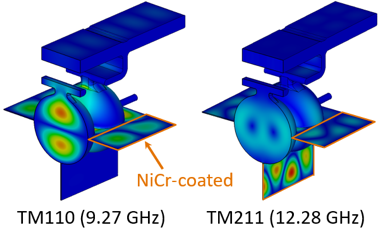 NiCr-coated
TM110 (9.27 GHz)
TM211 (12.28 GHz)